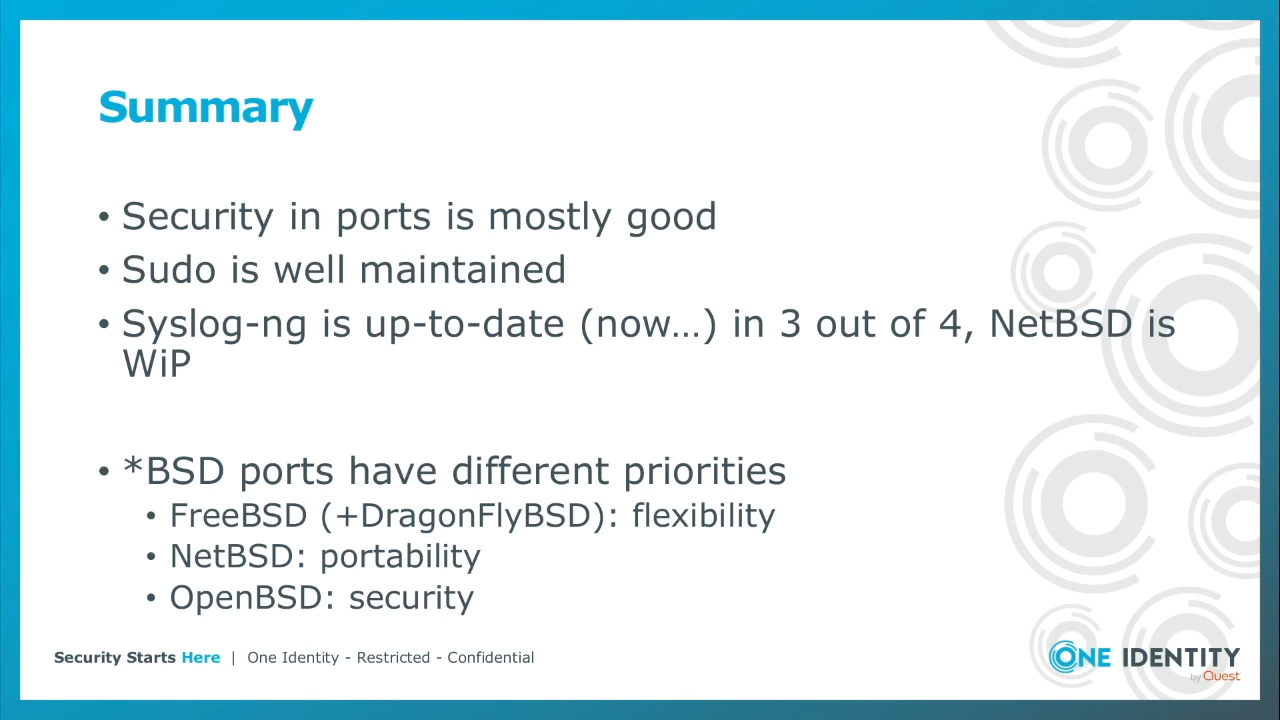 Summary
• Security in ports is mostly good
• Sudo is well maintained
• Syslog-ng is up-to-date (now…) in 3 out of 4, NetBSD is
WiP
• *BSD ports have different priorities
• FreeBSD (+DragonFlyBSD): flexibility
• NetBSD: portability
• OpenBSD: security
Security Starts Here | One Identity - Restricted - Confidential
ONE IDENTITY
by Quest